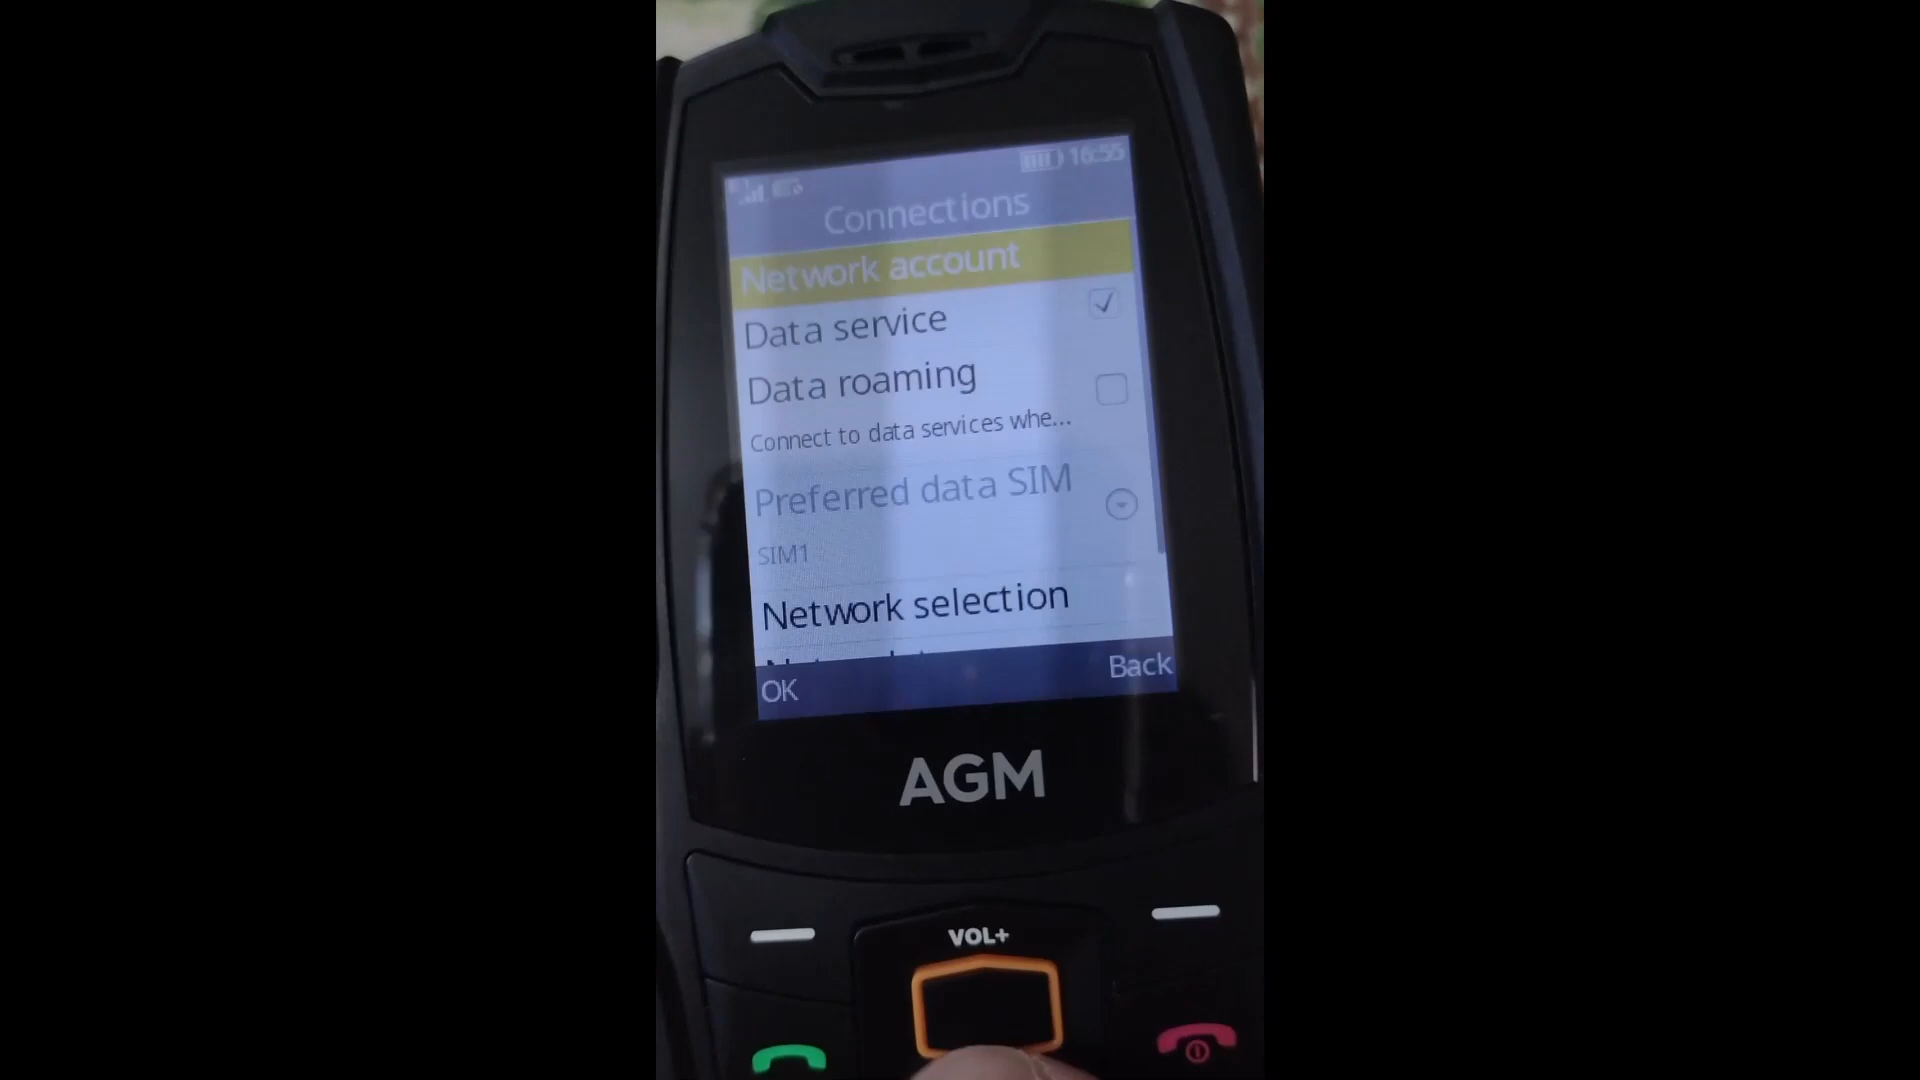 16:55
Connections
Network account
Data service
Data roaming
Connect to data services whe...
Preferred data SIM
SIM1
Network selection
OK
Back
AGM
VOL+